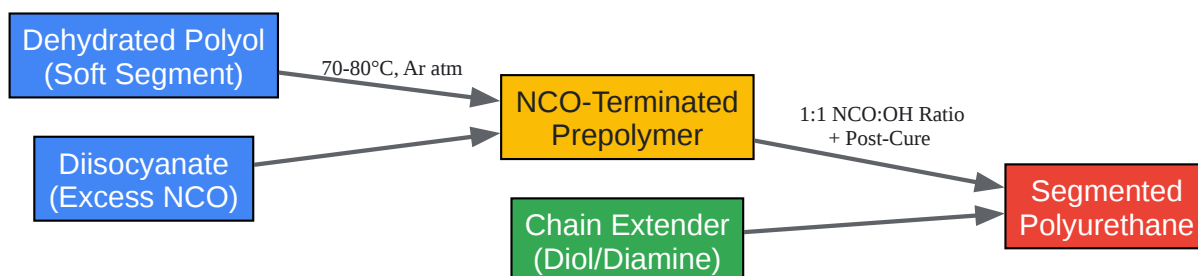 Dehydrated Polyol
(Soft Segment)
70-80°C, Ar atm
Diisocyanate
(Excess NCO)
NCO-Terminated
Prepolymer
1:1 NCO:OH Ratio
+ Post-Cure
Chain Extender
(Diol/Diamine)
Segmented
Polyurethane